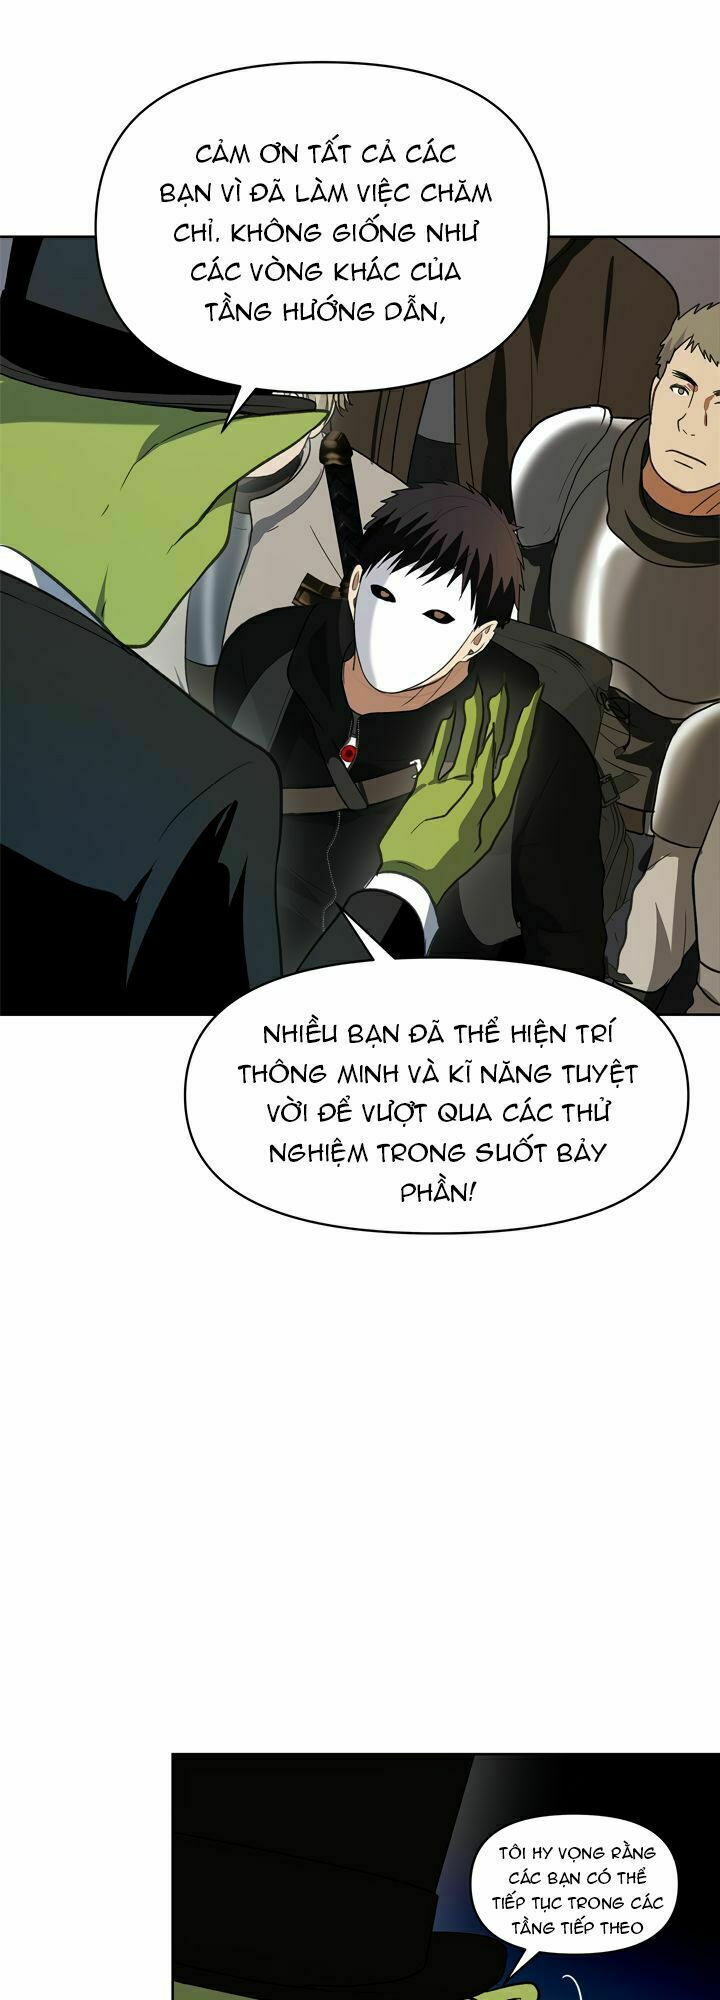 CẢM ƠN TẤT CẢ CÁC
BẠN VÌ ĐÃ LÀM VIỆC CHĂM
CHỈ. KHÔNG GIỐNG NHƯ
CÁC VÒNG KHÁC CỦA
TẦNG HƯỚNG DẪN,
NHIỀU BẠN ĐÃ THỂ HIỆN TRÍ
THÔNG MINH VÀ KĨ NĂNG TUYỆT
VỜI ĐỂ VƯỢT QUA CÁC THỬ
NGHIỆM TRONG SUỐT BẢY
PHẦN!
TÔI HY VỌNG RẰNG
CÁC BẠN CÓ THỂ
TIẾP TỤC TRONG CÁC
TẦNG TIẾP THEO